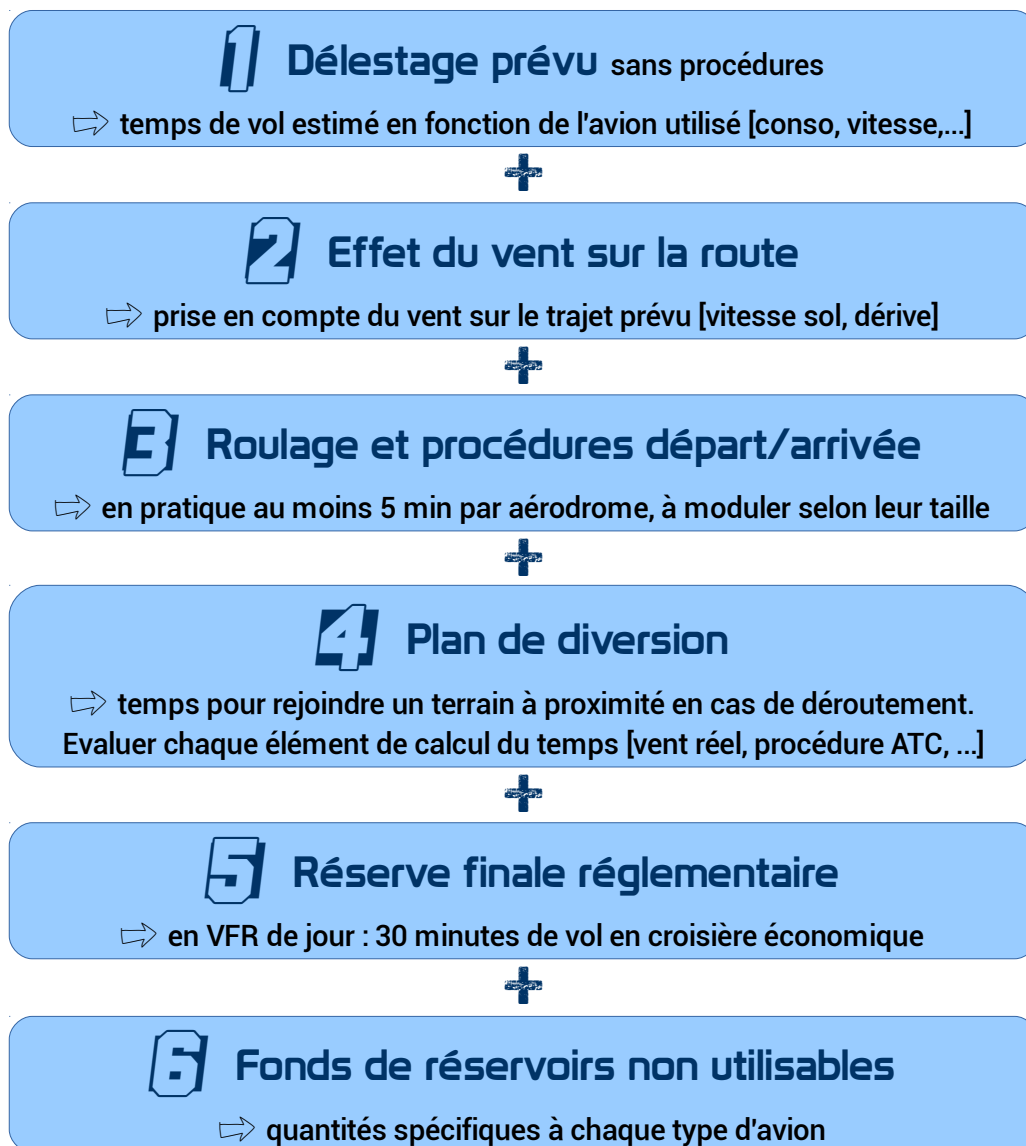 1 Délestage prévu sans procédures
⇨ temps de vol estimé en fonction de l'avion utilisé [conso, vitesse,...]
+
2 Effet du vent sur la route
⇨ prise en compte du vent sur le trajet prévu [vitesse sol, dérive]
+
3 Roulage et procédures départ/arrivée
⇨ en pratique au moins 5 min par aérodrome, à moduler selon leur taille
+
4 Plan de diversion
⇨ temps pour rejoindre un terrain à proximité en cas de déroutement.
Evaluer chaque élément de calcul du temps [vent réel, procédure ATC, ...]
+
5 Réserve finale réglementaire
⇨ en VFR de jour : 30 minutes de vol en croisière économique
+
6 Fonds de réservoirs non utilisables
⇨ quantités spécifiques à chaque type d'avion